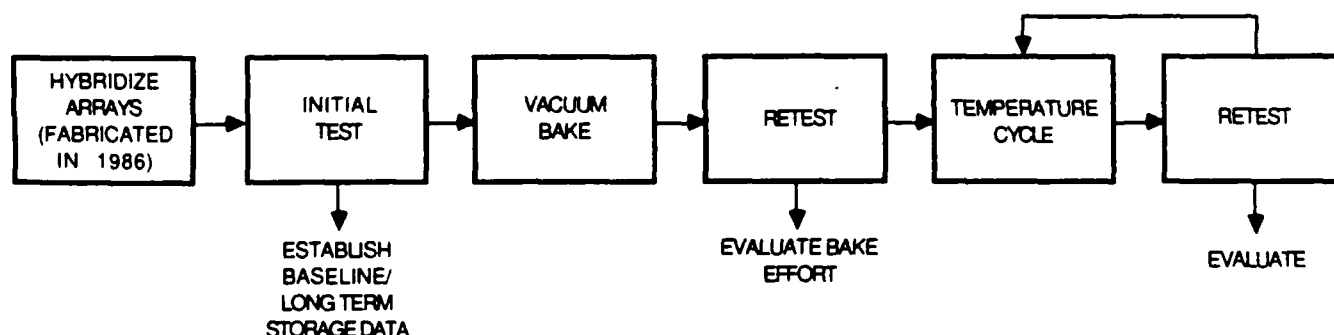 HYBRIDIZE
ARRAYS
(FABRICATED
IN 1986)
INITIAL
TEST
VACUUM
BAKE
RETEST
TEMPERATURE
CYCLE
RETEST
ESTABLISH
BASELINE/
LONG TERM
STORAGE DATA
EVALUATE BAKE
EFFORT
EVALUATE